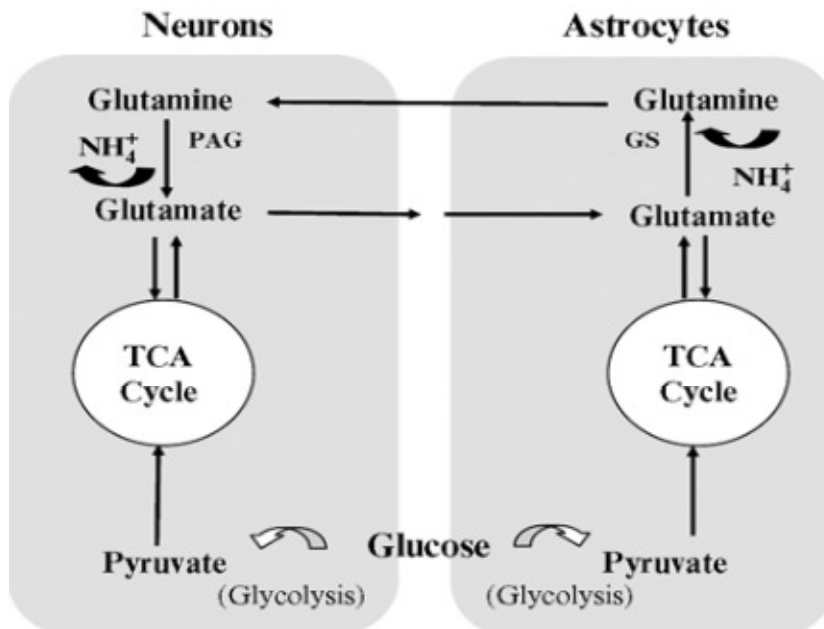 Neurons
Astrocytes
Glutamine
Glutamine
NH₄⁺
PAG
GS
NH₄⁺
Glutamate
Glutamate
TCA
Cycle
TCA
Cycle
Glucose
Pyruvate
Pyruvate
(Glycolysis)
(Glycolysis)